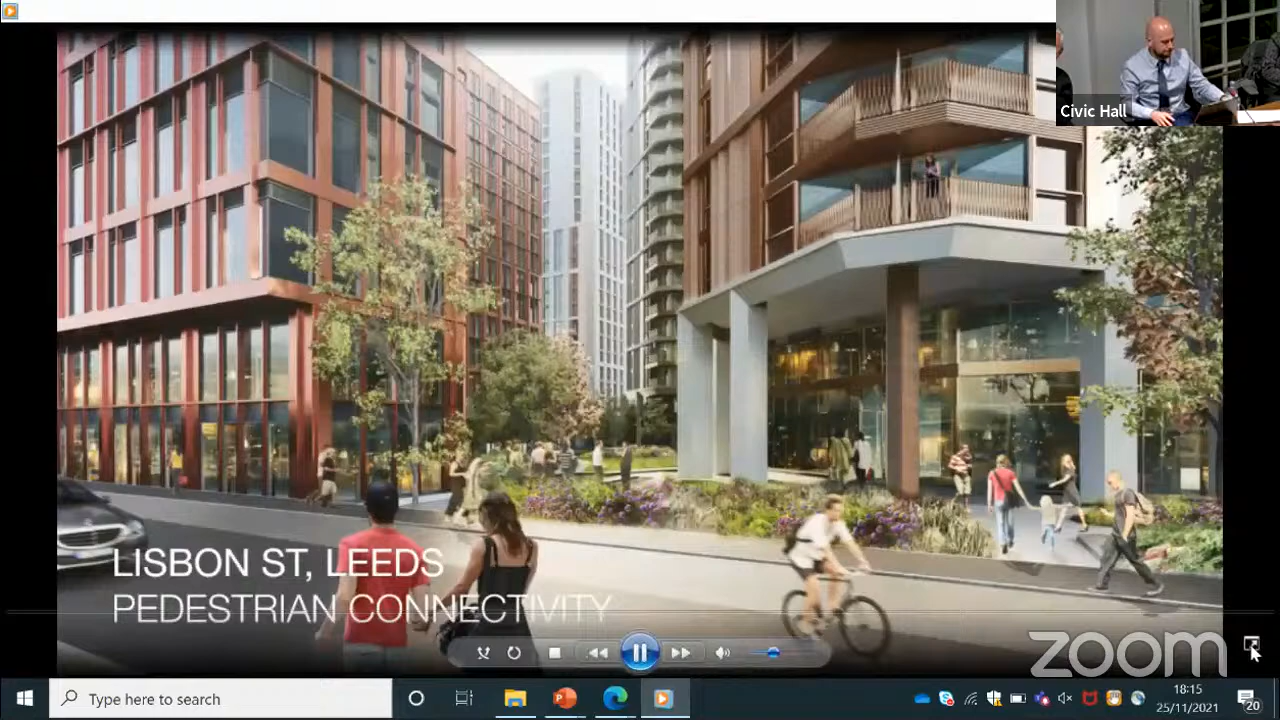 Civic Hall
LISBON ST, LEEDS
PEDESTRIAN CONNECTIVITY
zoom
Type here to search
18:15
25/11/2021
20